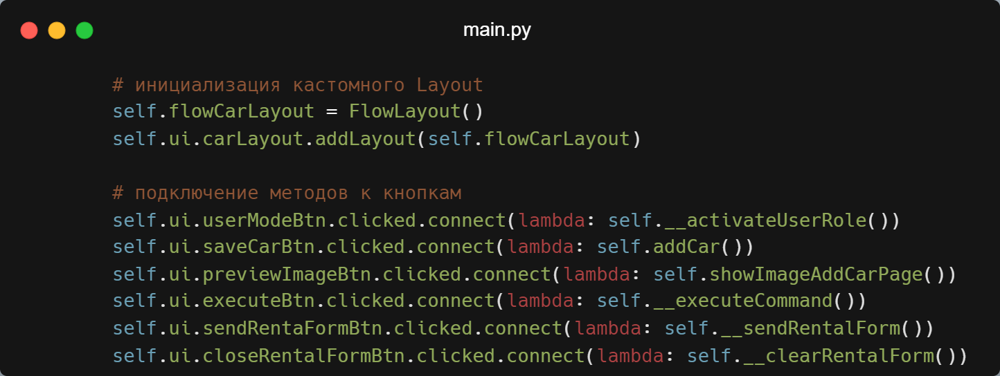 main.py
# инициализация кастомного Layout
self.flowCarLayout = FlowLayout()
self.ui.carLayout.addLayout(self.flowCarLayout)
# подключение методов к кнопкам
self.ui.userModeBtn.clicked.connect(lambda: self.__activateUserRole())
self.ui.saveCarBtn.clicked.connect(lambda: self.addCar())
self.ui.previewImageBtn.clicked.connect(lambda: self.showImageAddCarPage())
self.ui.executeBtn.clicked.connect(lambda: self.__executeCommand())
self.ui.sendRentaFormBtn.clicked.connect(lambda: self.__sendRentalForm())
self.ui.closeRentalFormBtn.clicked.connect(lambda: self.__clearRentalForm())